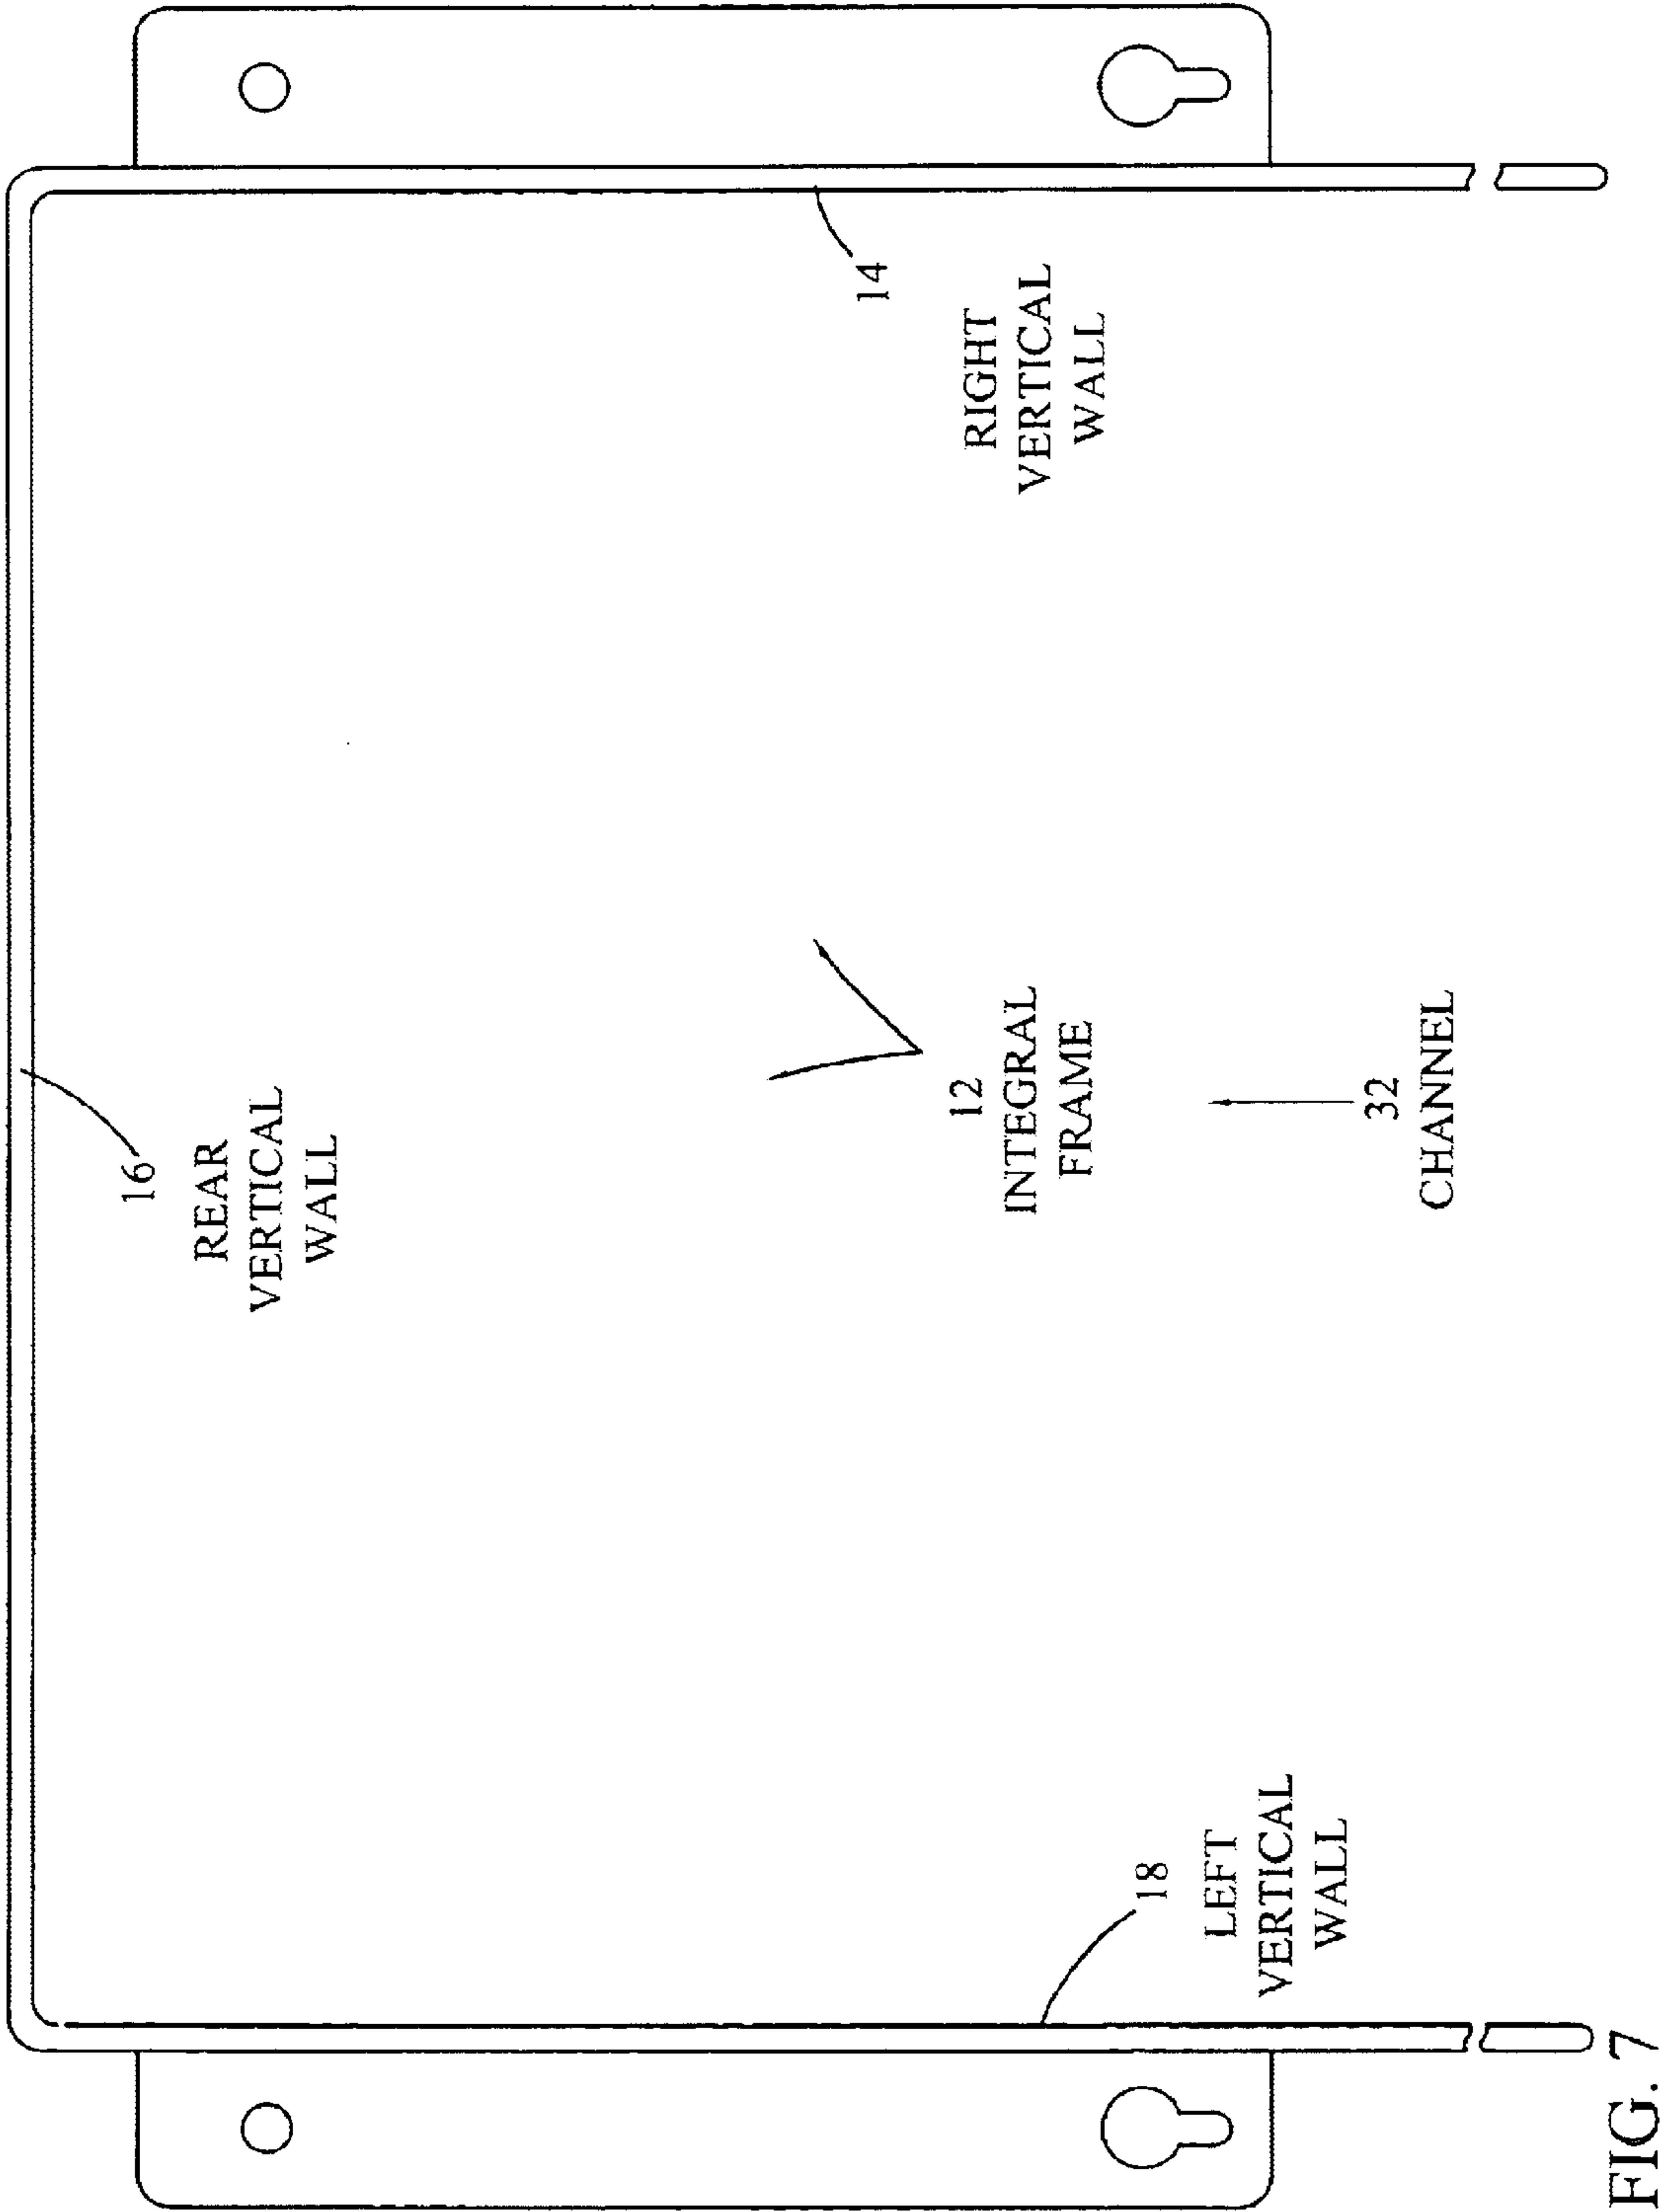 16
REAR
VERTICAL
WALL
14
RIGHT
VERTICAL
WALL
12
INTEGRAL
FRAME
32
CHANNEL
18
LEFT
VERTICAL
WALL
FIG. 7